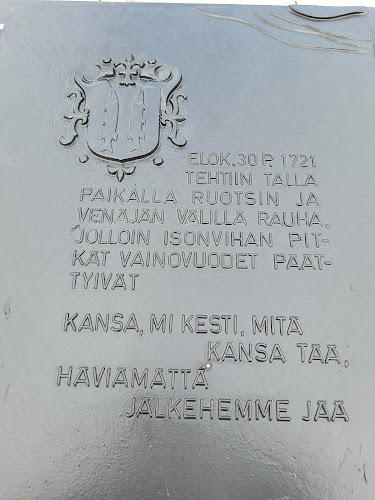 ELOK. 30 P. 1721
TEHTIIN TÄLLÄ
PAIKALLA RUOTSIN JA
VENÄJÄN VÄLILLÄ RAUHA,
JOLLOIN ISONVIHAN PIT-
KÄT VAINOVUODET PÄÄT-
TYIVÄT
KANSA, MI KESTI, MITÄ
KANSA TÄÄ,
HÄVIÄMÄTTÄ
JÄLKEHEMME JÄÄ